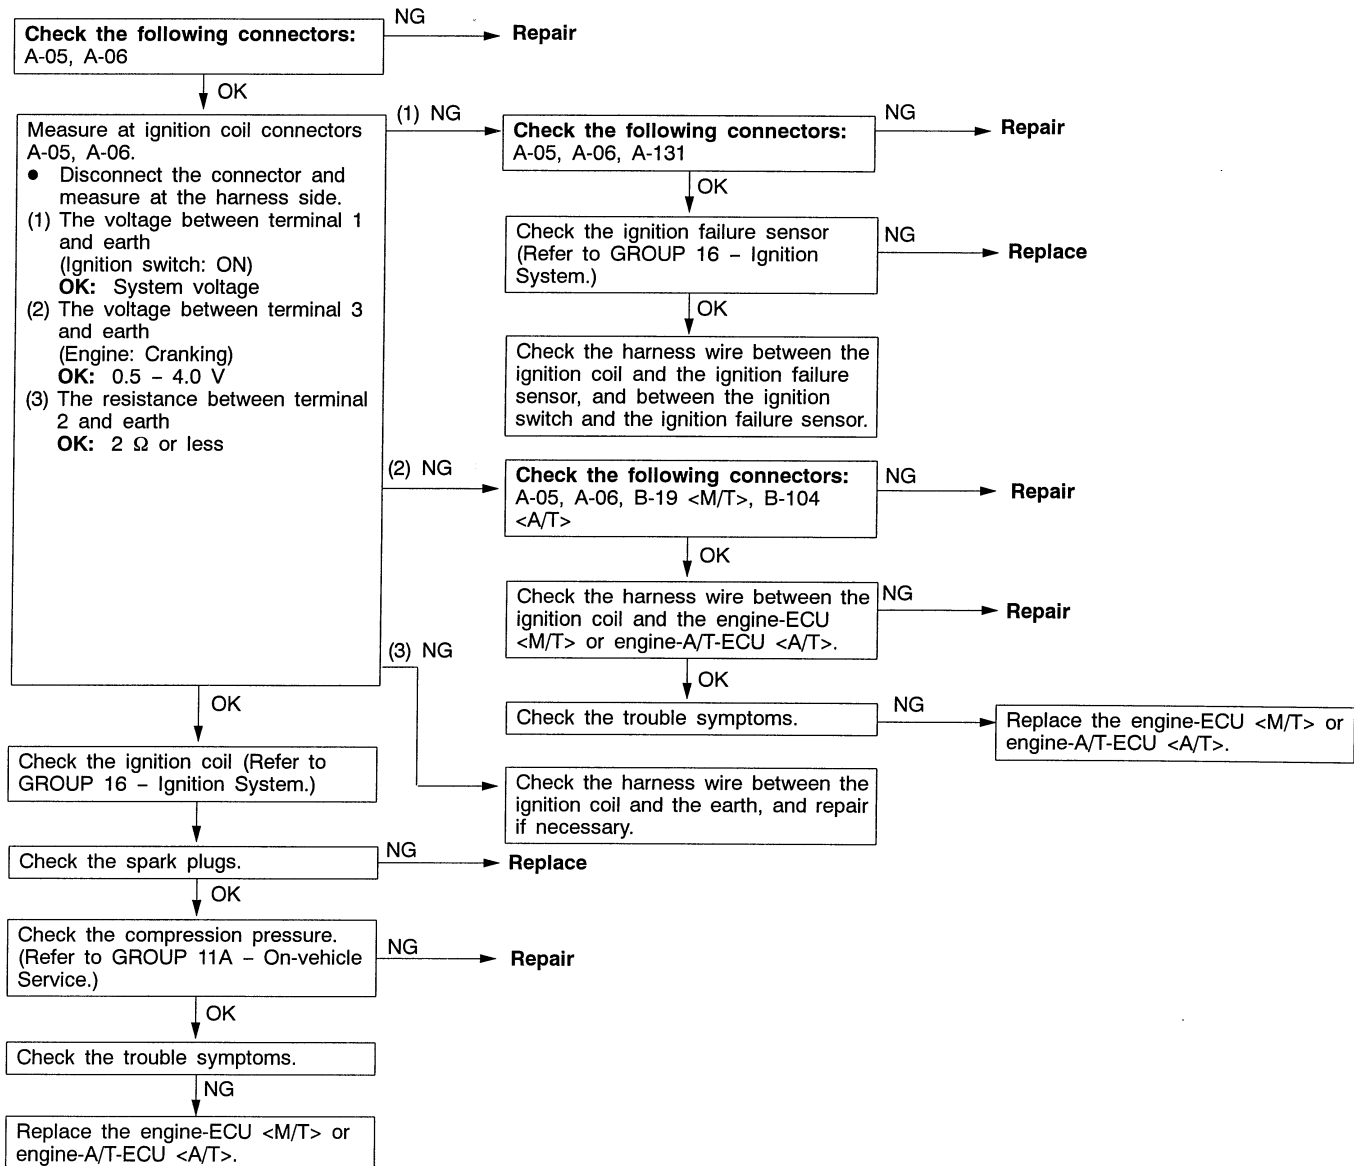 Check the following connectors:
A-05, A-06
NG
Repair
OK
Measure at ignition coil connectors
A-05, A-06.
● Disconnect the connector and
measure at the harness side.
(1) The voltage between terminal 1
and earth
(Ignition switch: ON)
OK: System voltage
(2) The voltage between terminal 3
and earth
(Engine: Cranking)
OK: 0.5 – 4.0 V
(3) The resistance between terminal
2 and earth
OK: 2 Ω or less
(1) NG
Check the following connectors:
A-05, A-06, A-131
NG
Repair
OK
Check the ignition failure sensor
(Refer to GROUP 16 – Ignition
System.)
NG
Replace
OK
Check the harness wire between the
ignition coil and the ignition failure
sensor, and between the ignition
switch and the ignition failure sensor.
(2) NG
Check the following connectors:
A-05, A-06, B-19 <M/T>, B-104
<A/T>
NG
Repair
OK
Check the harness wire between the
ignition coil and the engine-ECU
<M/T> or engine-A/T-ECU <A/T>.
NG
Repair
OK
Check the trouble symptoms.
NG
Replace the engine-ECU <M/T> or
engine-A/T-ECU <A/T>.
(3) NG
Check the harness wire between the
ignition coil and the earth, and repair
if necessary.
OK
Check the ignition coil (Refer to
GROUP 16 – Ignition System.)
Check the spark plugs.
NG
Replace
OK
Check the compression pressure.
(Refer to GROUP 11A – On-vehicle
Service.)
NG
Repair
OK
Check the trouble symptoms.
NG
Replace the engine-ECU <M/T> or
engine-A/T-ECU <A/T>.